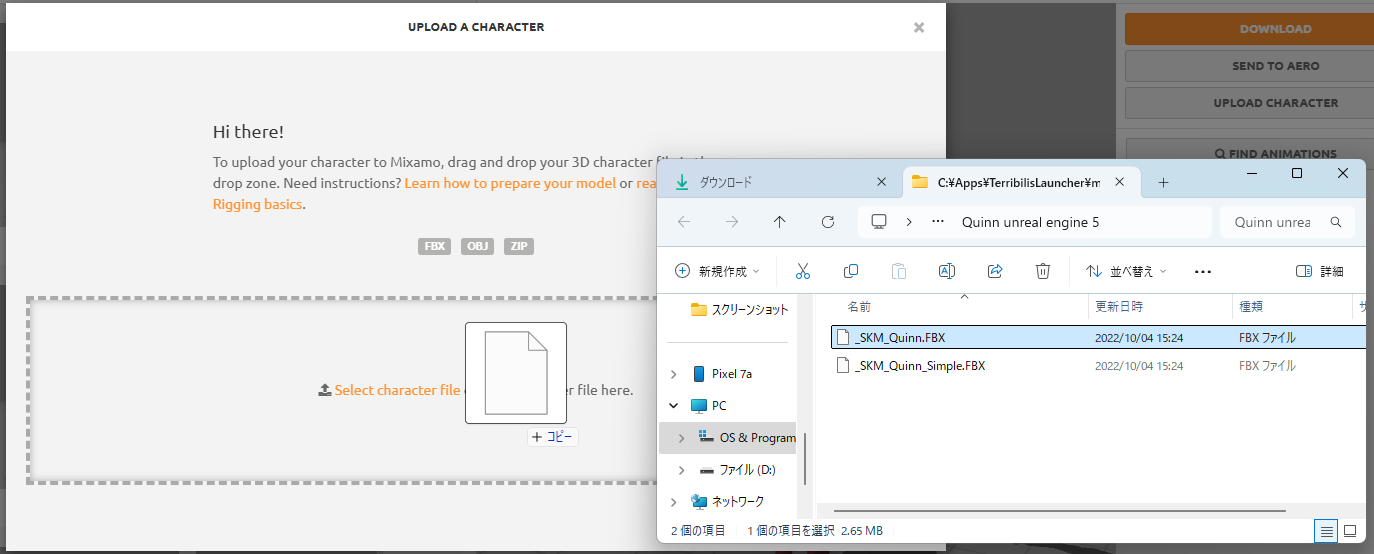 UPLOAD A CHARACTER
DOWNLOAD
SEND TO AERO
UPLOAD CHARACTER
FIND ANIMATIONS
Hi there!
To upload your character to Mixamo, drag and drop your 3D character file
drop zone. Need instructions? Learn how to prepare your model or rea
Rigging basics.
FBX OBJ ZIP
Select character file
er file here.
コピー
ダウンロード
C:¥Apps¥TerribilisLauncher¥m
Quinn unreal engine 5
Quinn unrea
新規作成
並べ替え
詳細
スクリーンショット
Pixel 7a
PC
OS & Program
ファイル (D:)
ネットワーク
名前 更新日時 種類 サ
_SKM_Quinn.FBX 2022/10/04 15:24 FBX ファイル
_SKM_Quinn_Simple.FBX 2022/10/04 15:24 FBX ファイル
2 個の項目 1 個の項目を選択 2.65 MB